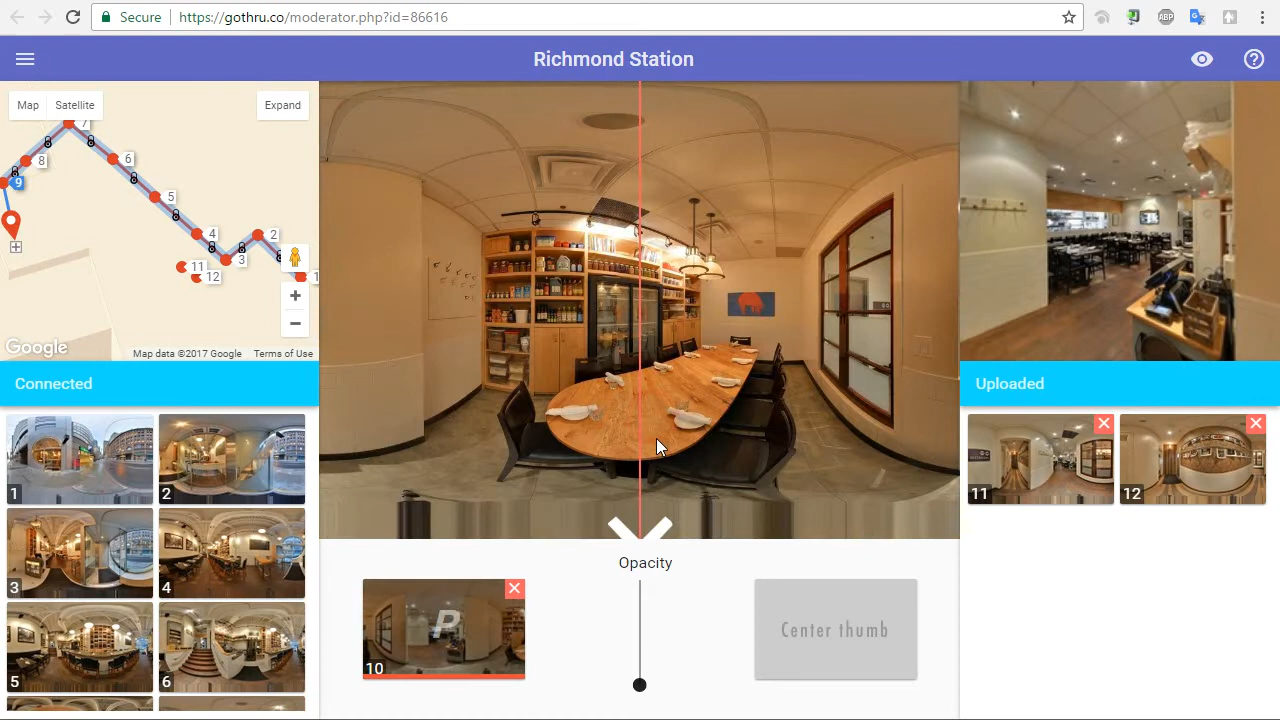 Secure
https://gothru.co/moderator.php?id=86616
ABP
Richmond Station
Map
Satellite
Expand
7
8
6
9
5
4
2
3
11
12
1
Google
Map data ©2017 Google
Terms of Use
Connected
Uploaded
1
2
3
4
5
6
11
12
Opacity
P
10
Center thumb